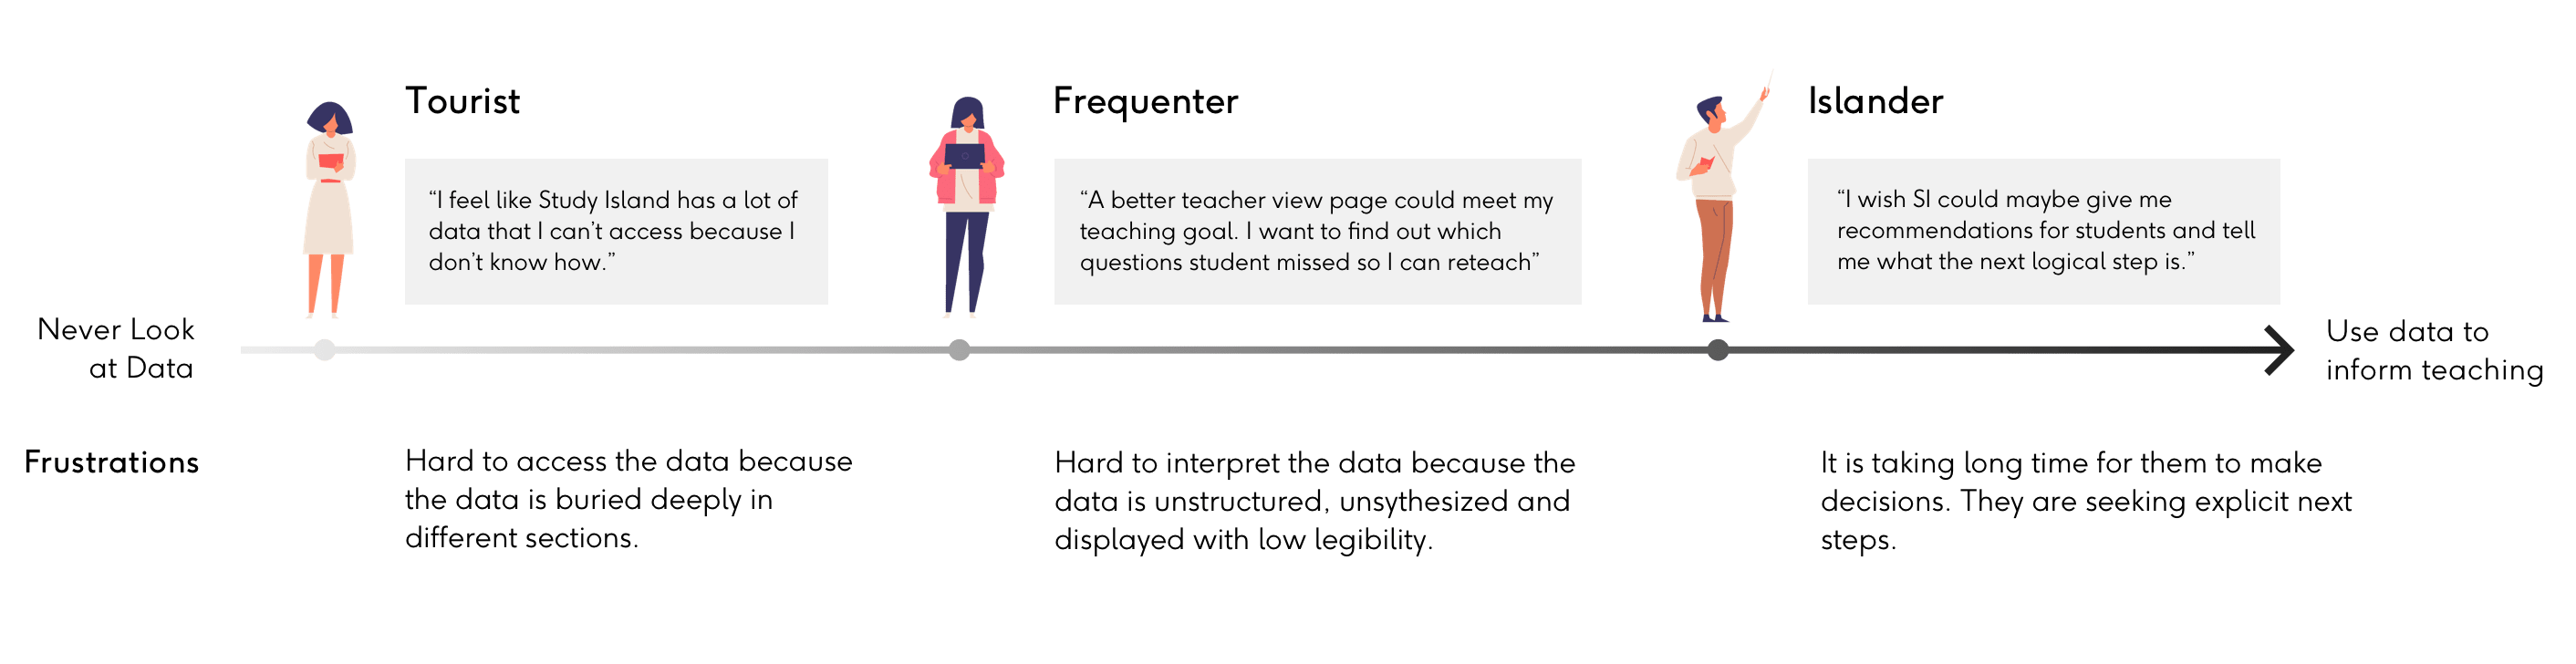 Tourist
“I feel like Study Island has a lot of
data that I can’t access because I
don’t know how.”
Frequenter
“A better teacher view page could meet my
teaching goal. I want to find out which
questions student missed so I can reteach”
Islander
“I wish SI could maybe give me
recommendations for students and tell
me what the next logical step is.”
Never Look
at Data
Use data to
inform teaching
Frustrations
Hard to access the data because
the data is buried deeply in
different sections.
Hard to interpret the data because the
data is unstructured, unsythesized and
displayed with low legibility.
It is taking long time for them to make
decisions. They are seeking explicit next
steps.